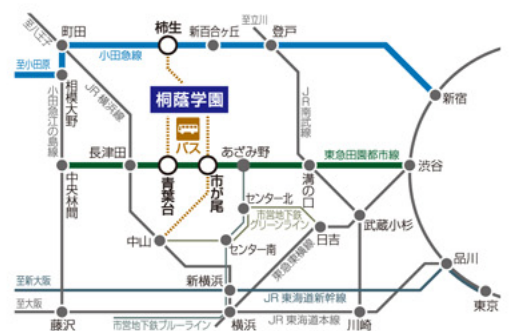 至八王子
町田
柿生
新百合ヶ丘
至立川
登戸
小田急線
至小田原
相模大野
小田急江の島線
JR横浜線
桐蔭学園
バス
JR南武線
新宿
長津田
あざみ野
東急田園都市線
渋谷
中央林間
青葉台
市が尾
溝の口
センター北
市営地下鉄
グリーンライン
中山
センター南
日吉
武蔵小杉
東急東横線
品川
至新大阪
新横浜
JR 東海道新幹線
東京
至大阪
藤沢
市営地下鉄ブルーライン
横浜
JR 東海道本線
川崎